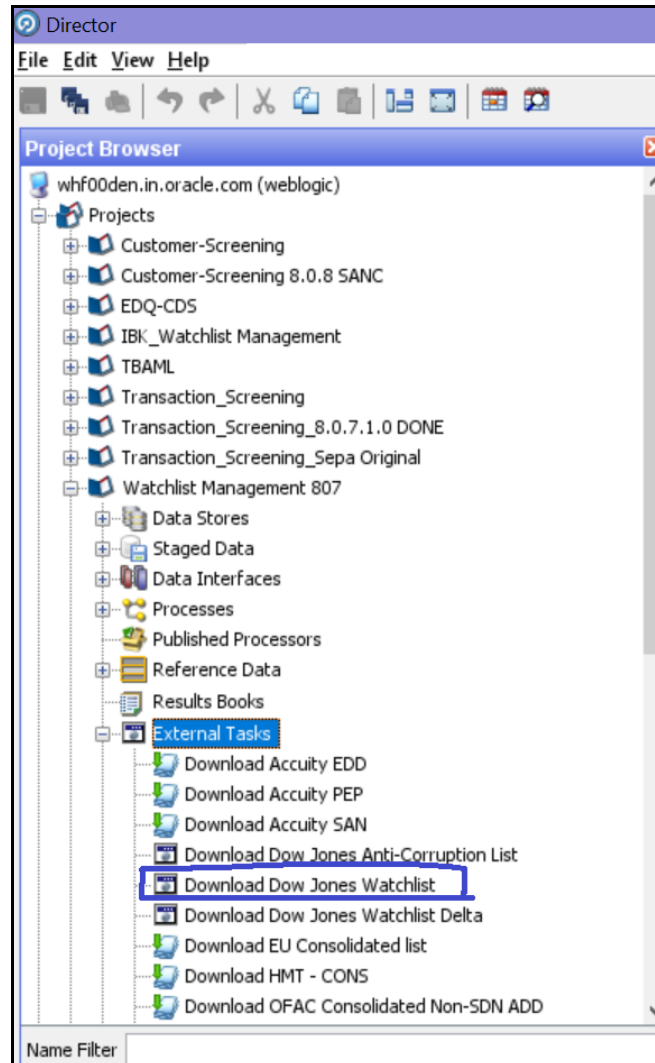 Director
File Edit View Help
Project Browser
whf00den.in.oracle.com (weblogic)
Projects
Customer-Screening
Customer-Screening 8.0.8 SANC
EDQ-CDS
IBK_Watchlist Management
TBAML
Transaction_Screening
Transaction_Screening_8.0.7.1.0 DONE
Transaction_Screening_Sepa Original
Watchlist Management 807
Data Stores
Staged Data
Data Interfaces
Processes
Published Processors
Reference Data
Results Books
External Tasks
Download Accuity EDD
Download Accuity PEP
Download Accuity SAN
Download Dow Jones Anti-Corruption List
Download Dow Jones Watchlist
Download Dow Jones Watchlist Delta
Download EU Consolidated list
Download HMT - CONS
Download OFAC Consolidated Non-SDN ADD
Name Filter